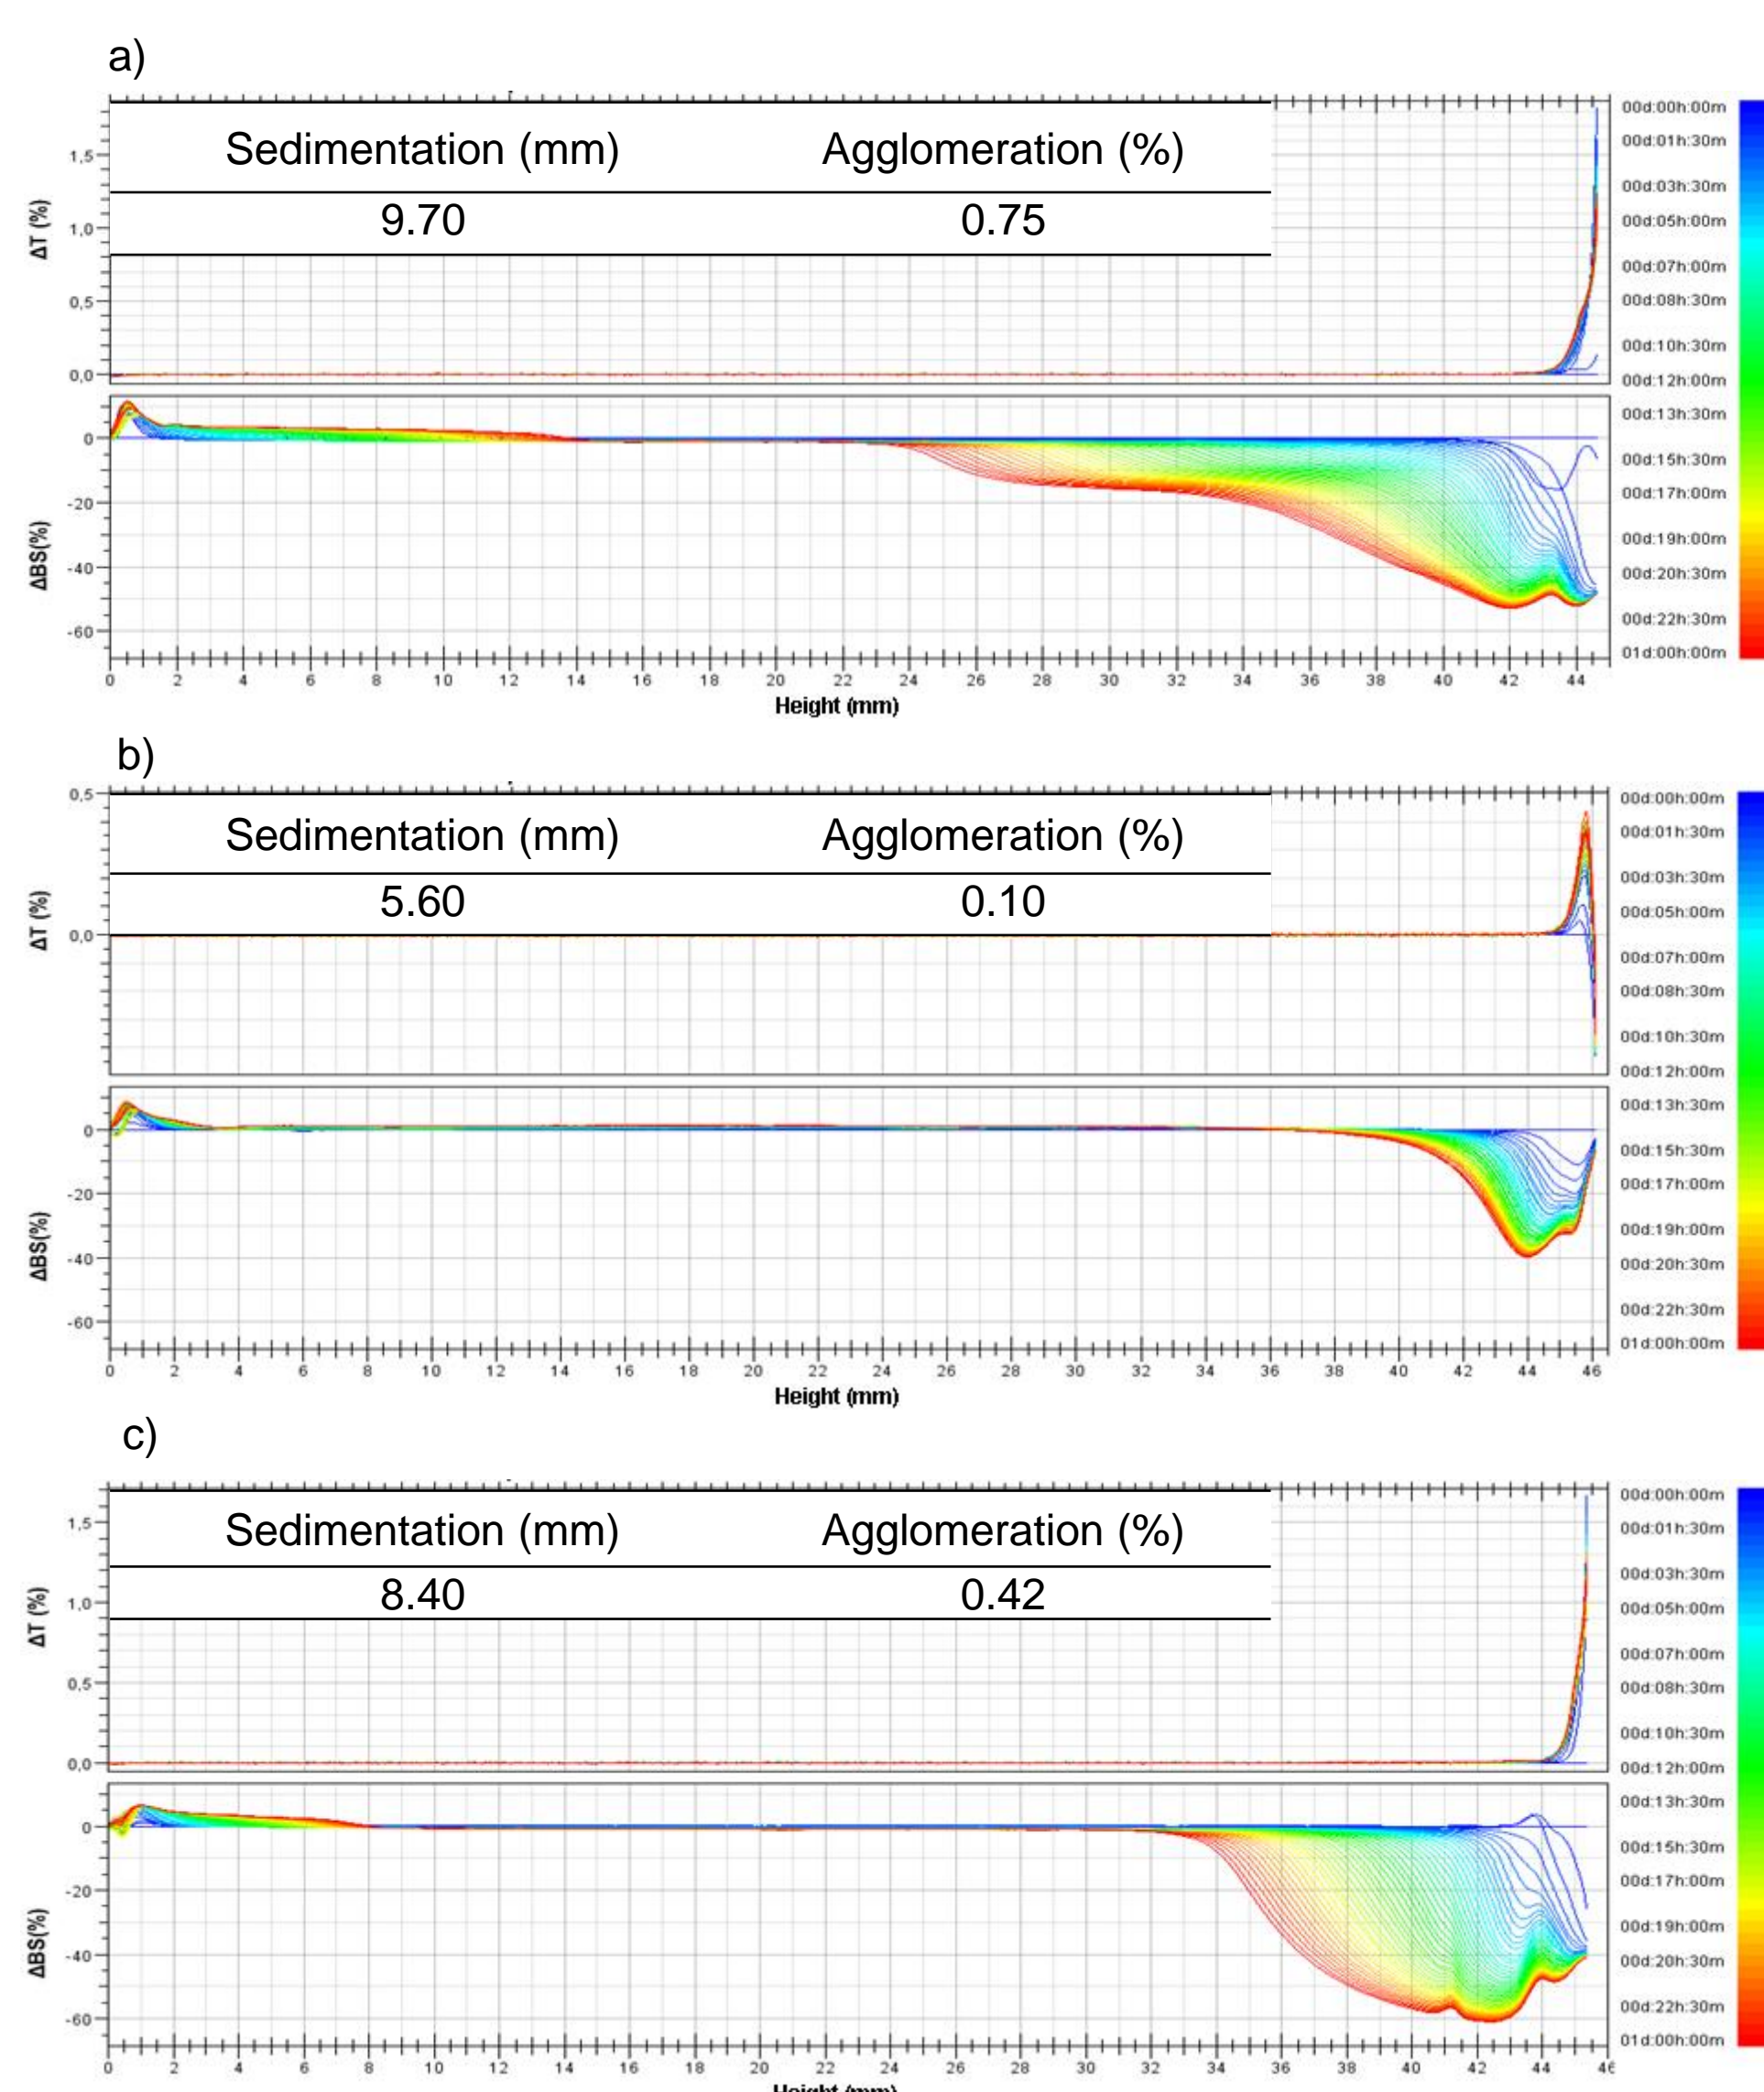 a)
Sedimentation (mm) Agglomeration (%)
9.70 0.75
ΔT (%)
1,5
1,0
0,5
0,0
ΔBS(%)
0
-20
-40
-60
0 2 4 6 8 10 12 14 16 18 20 22 24 26 28 30 32 34 36 38 40 42 44
Height (mm)
00d:00h:00m
00d:01h:30m
00d:03h:30m
00d:05h:00m
00d:07h:00m
00d:08h:30m
00d:10h:30m
00d:12h:00m
00d:13h:30m
00d:15h:30m
00d:17h:00m
00d:19h:00m
00d:20h:30m
00d:22h:30m
01d:00h:00m
b)
Sedimentation (mm) Agglomeration (%)
5.60 0.10
ΔT (%)
0,5
0,0
ΔBS(%)
0
-20
-40
-60
0 2 4 6 8 10 12 14 16 18 20 22 24 26 28 30 32 34 36 38 40 42 44 46
Height (mm)
00d:00h:00m
00d:01h:30m
00d:03h:30m
00d:05h:00m
00d:07h:00m
00d:08h:30m
00d:10h:30m
00d:12h:00m
00d:13h:30m
00d:15h:30m
00d:17h:00m
00d:19h:00m
00d:20h:30m
00d:22h:30m
01d:00h:00m
c)
Sedimentation (mm) Agglomeration (%)
8.40 0.42
ΔT (%)
1,5
1,0
0,5
0,0
ΔBS(%)
0
-20
-40
-60
0 2 4 6 8 10 12 14 16 18 20 22 24 26 28 30 32 34 36 38 40 42 44 46
Height (mm)
00d:00h:00m
00d:01h:30m
00d:03h:30m
00d:05h:00m
00d:07h:00m
00d:08h:30m
00d:10h:30m
00d:12h:00m
00d:13h:30m
00d:15h:30m
00d:17h:00m
00d:19h:00m
00d:20h:30m
00d:22h:30m
01d:00h:00m